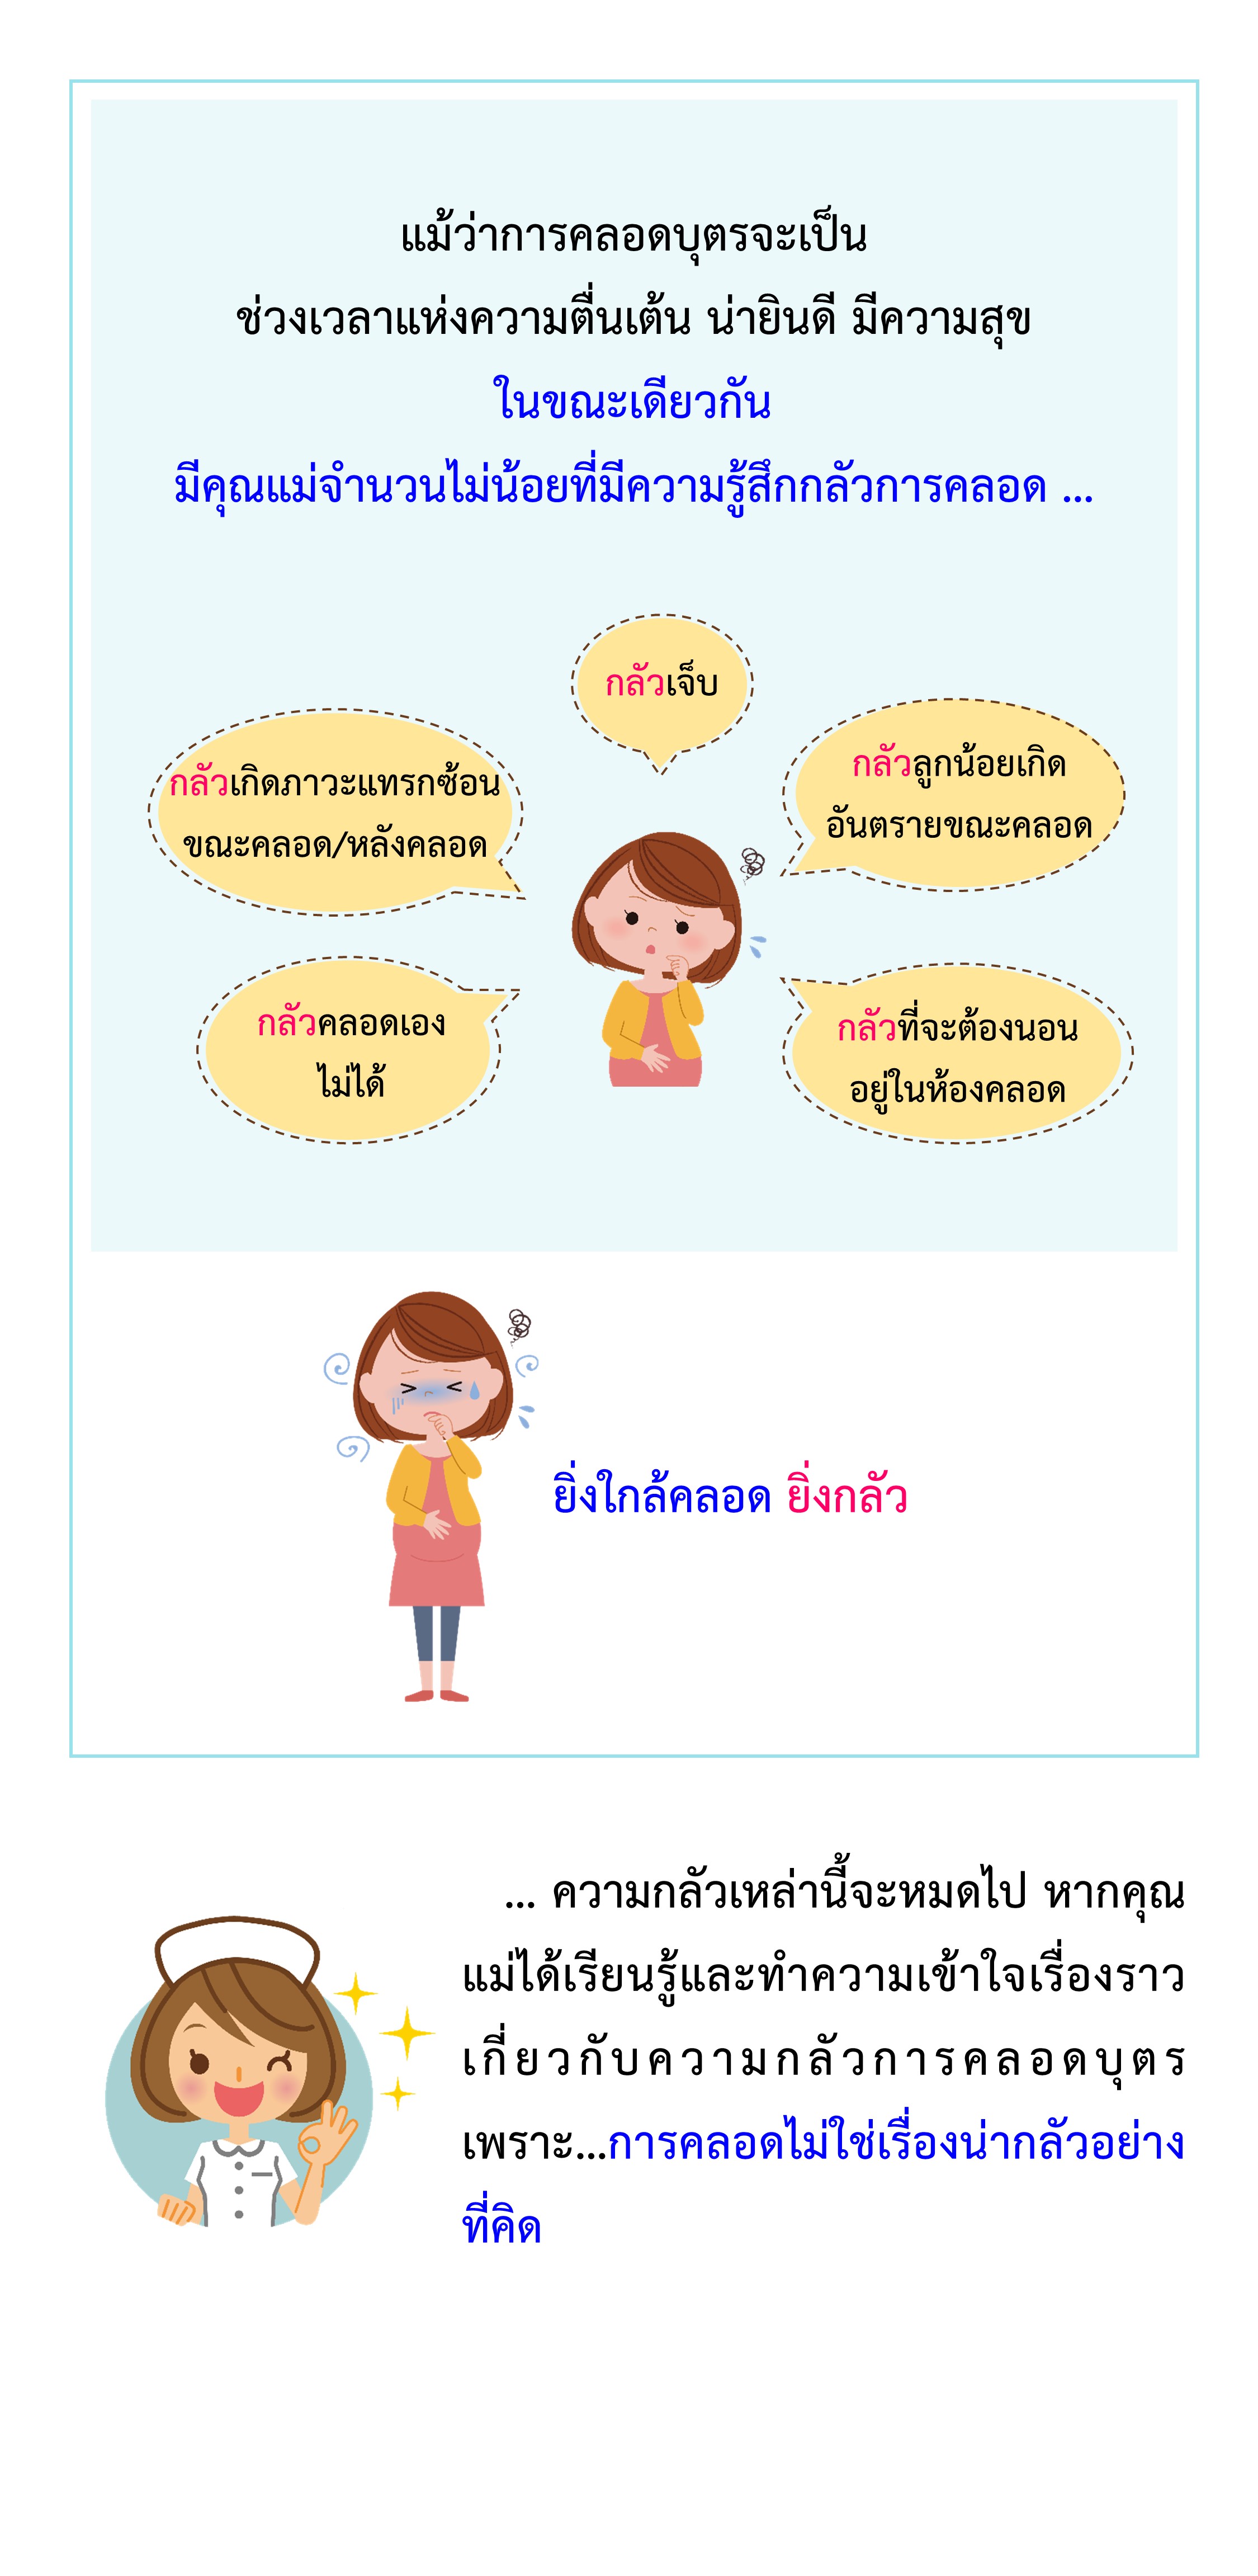 แม้ว่าการคลอดบุตรจะเป็น
ช่วงเวลาแห่งความตื่นเต้น น่ายินดี มีความสุข
ในขณะเดียวกัน
มีคุณแม่จำนวนไม่น้อยที่มีความรู้สึกกลัวการคลอด ...
กลัวเจ็บ
กลัวเกิดภาวะแทรกซ้อน
ขณะคลอด/หลังคลอด
กลัวลูกน้อยเกิด
อันตรายขณะคลอด
กลัวคลอดเอง
ไม่ได้
กลัวที่จะต้องนอน
อยู่ในห้องคลอด
ยิ่งใกล้คลอด ยิ่งกลัว
... ความกลัวเหล่านี้จะหมดไป หากคุณ
แม่ได้เรียนรู้และทำความเข้าใจเรื่องราว
เกี่ยวกับความกลัวการคลอดบุตร
เพราะ...การคลอดไม่ใช่เรื่องน่ากลัวอย่าง
ที่คิด